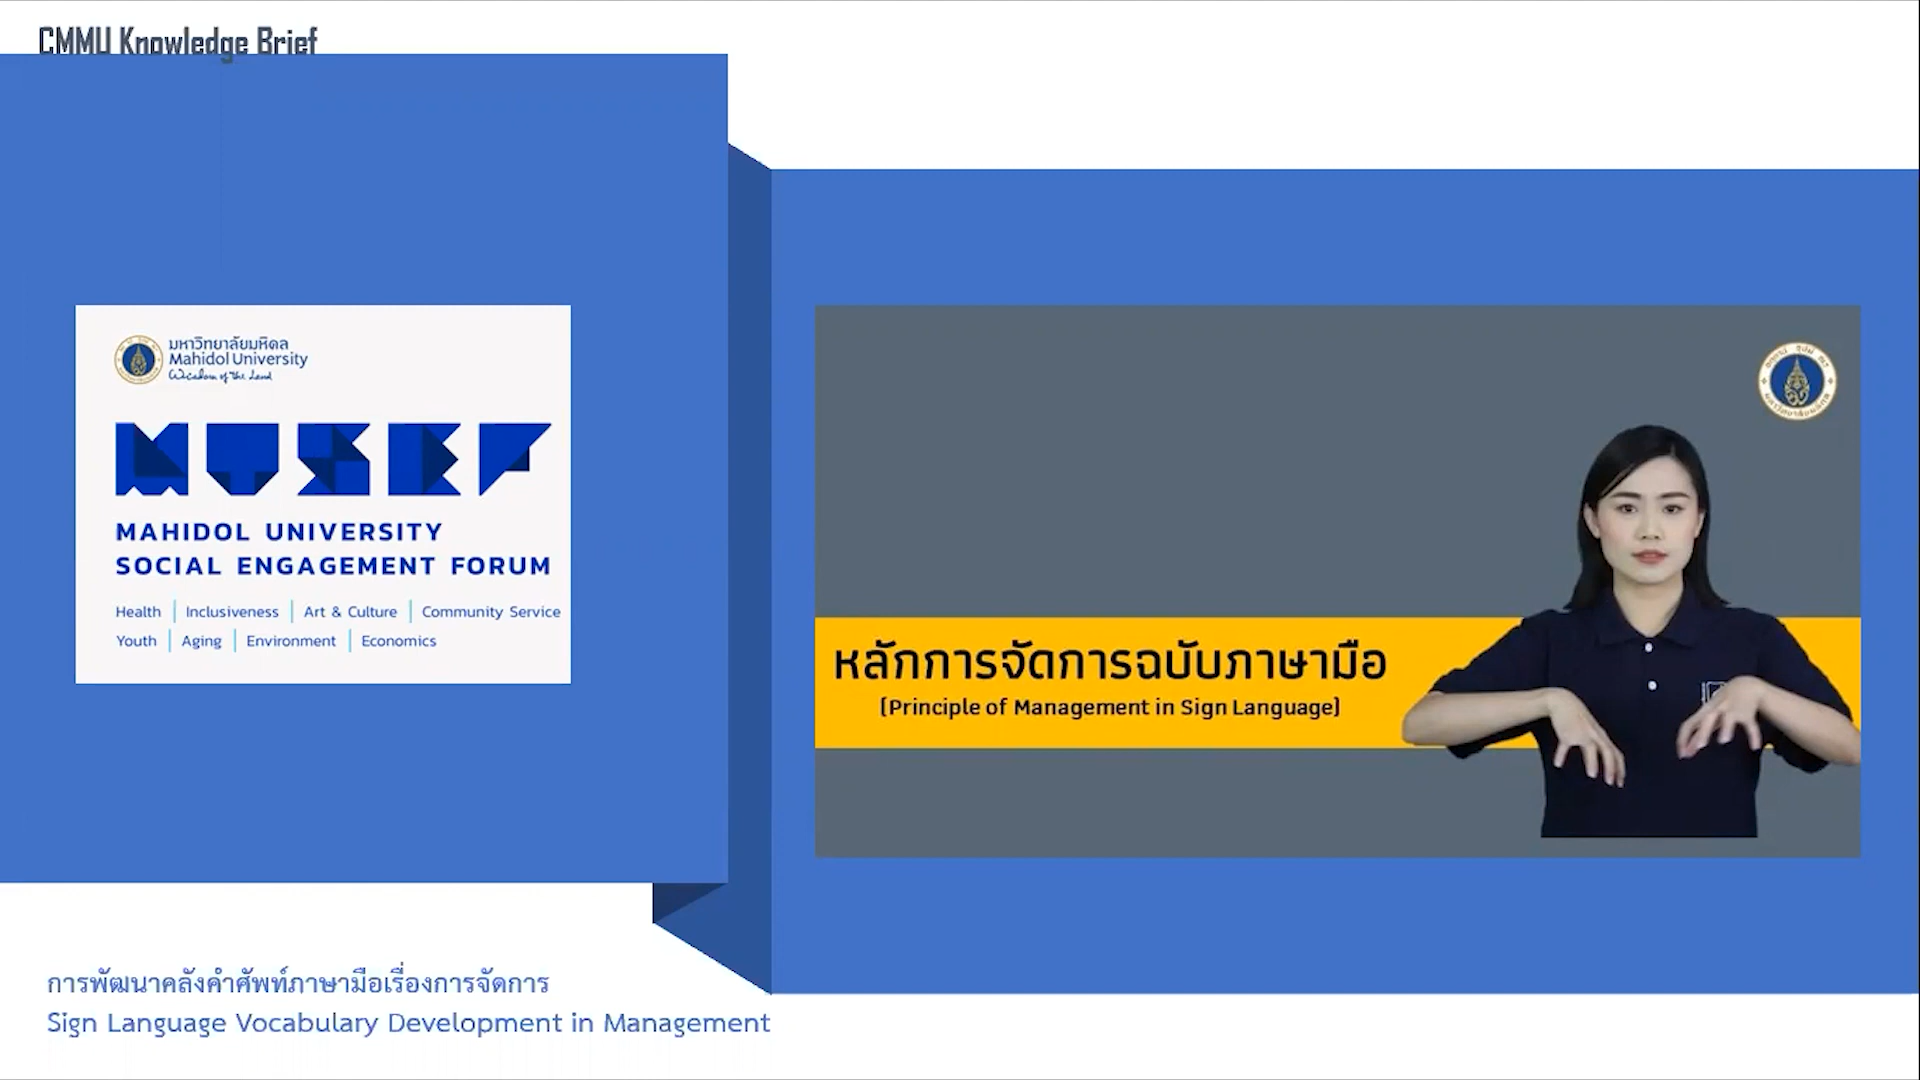 CMMU Knowledge Brief
มหาวิทยาลัยมหิดล
Mahidol University
Wisdom of the Land
MUSEF
MAHIDOL UNIVERSITY
SOCIAL ENGAGEMENT FORUM
Health | Inclusiveness | Art & Culture | Community Service
Youth | Aging | Environment | Economics
หลักการจัดการฉบับภาษามือ
(Principle of Management in Sign Language)
การพัฒนาคลังคำศัพท์ภาษามือเรื่องการจัดการ
Sign Language Vocabulary Development in Management